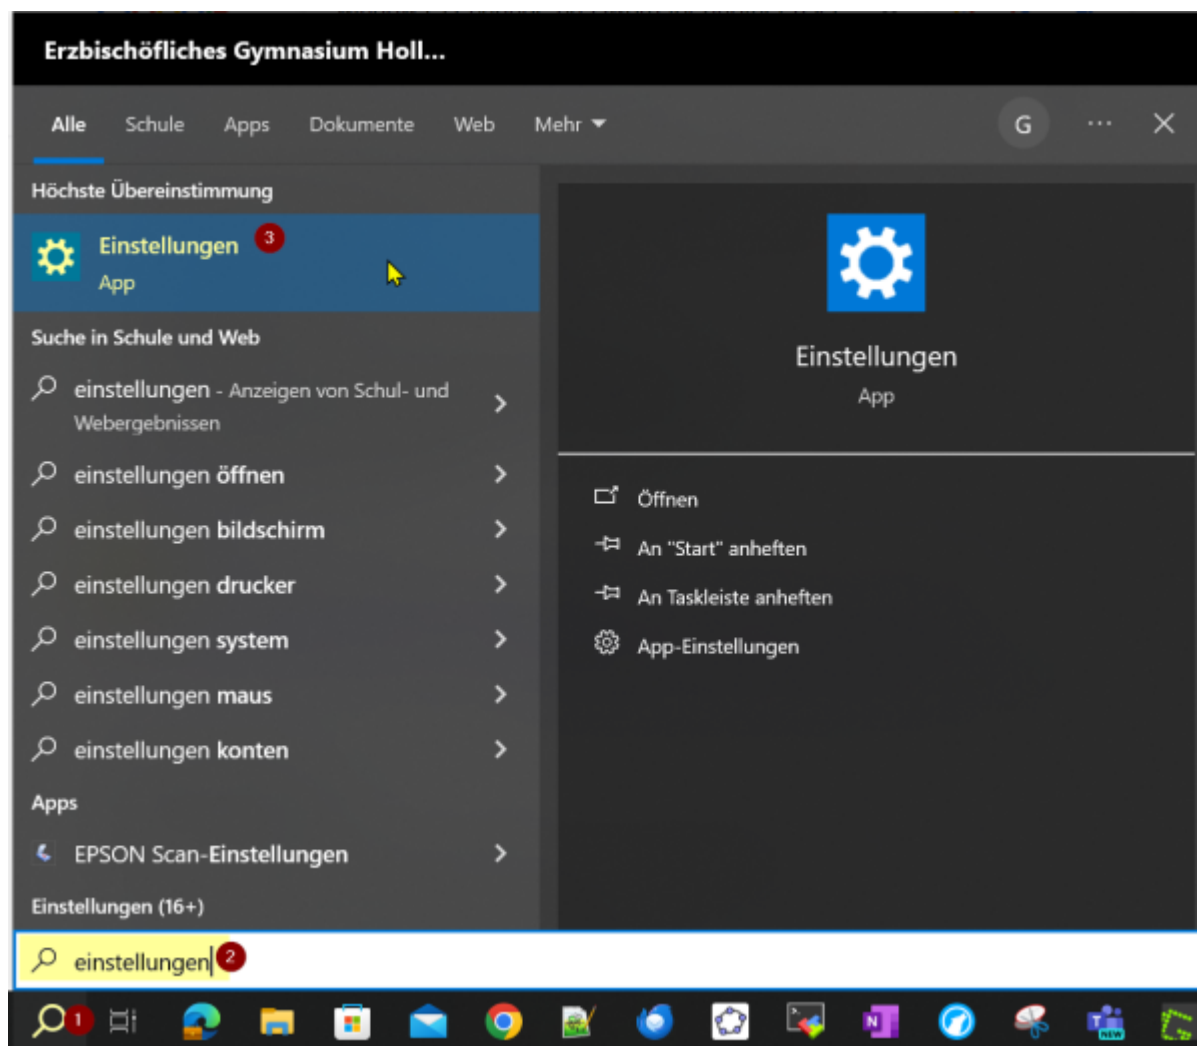 Erzbischöfliches Gymnasium Holl...
Alle Schule Apps Dokumente Web Mehr
G ...
Höchste Übereinstimmung
Einstellungen 3
App
Suche in Schule und Web
einstellungen - Anzeigen von Schul- und
Webergebnissen
einstellungen öffnen
einstellungen bildschirm
einstellungen drucker
einstellungen system
einstellungen maus
einstellungen konten
Apps
EPSON Scan-Einstellungen
Einstellungen (16+)
Einstellungen
App
Öffnen
An "Start" anheften
An Taskleiste anheften
App-Einstellungen
einstellungen 2
1
N
T
NEW